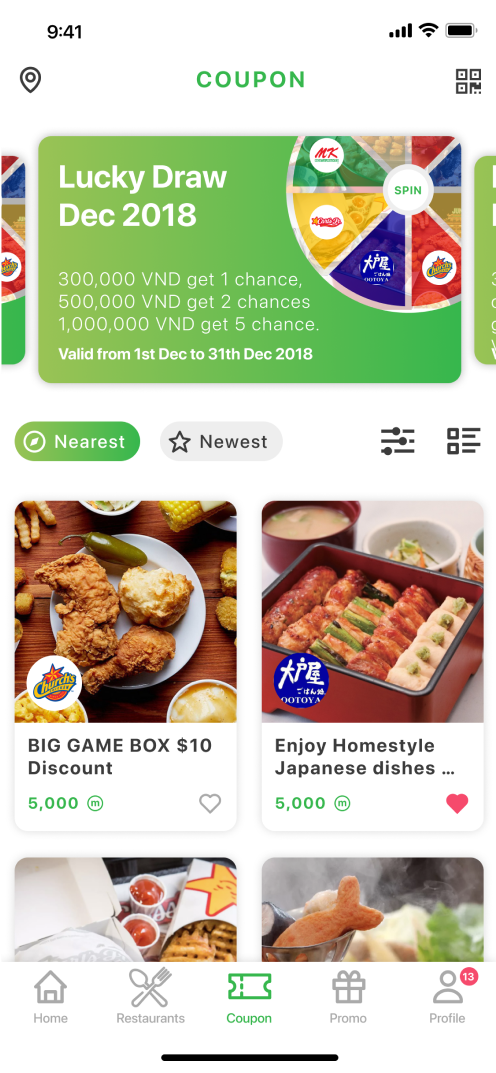 9:41
COUPON
Lucky Draw
Dec 2018
300,000 VND get 1 chance,
500,000 VND get 2 chances
1,000,000 VND get 5 chance.
Valid from 1st Dec to 31th Dec 2018
MK
SPIN
大戸屋
ごはん処
OOTOYA
Church's
Nearest
Newest
Church's
大戸屋
ごはん処
OOTOYA
BIG GAME BOX $10
Discount
5,000 m
Enjoy Homestyle
Japanese dishes ...
5,000 m
Home
Restaurants
Coupon
Promo
13
Profile